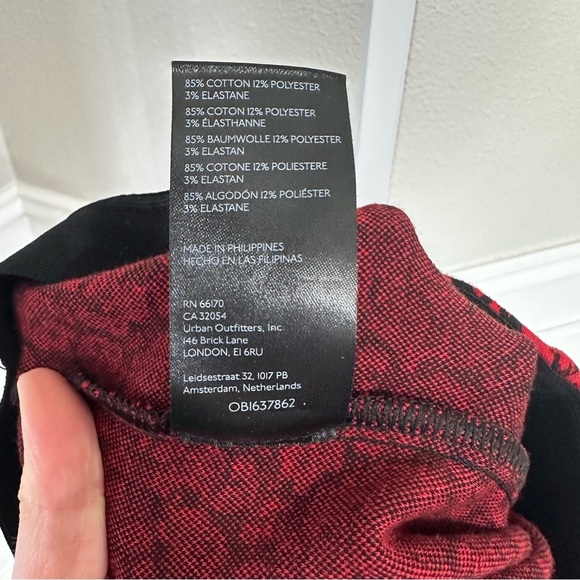 85% COTTON 12% POLYESTER
3% ELASTANE
85% COTON 12% POLYESTER
3% ÉLASTHANNE
85% BAUMWOLLE 12% POLYESTER
3% ELASTAN
85% COTONE 12% POLIESTERE
3% ELASTAN
85% ALGODÓN 12% POLIÉSTER
3% ELASTANE
MADE IN PHILIPPINES
HECHO EN LAS FILIPINAS
RN 66170
CA 32054
Urban Outfitters, Inc.
146 Brick Lane
LONDON, E1 6RU
Leidsestraat 32, 1017 PB
Amsterdam, Netherlands
OB1637862